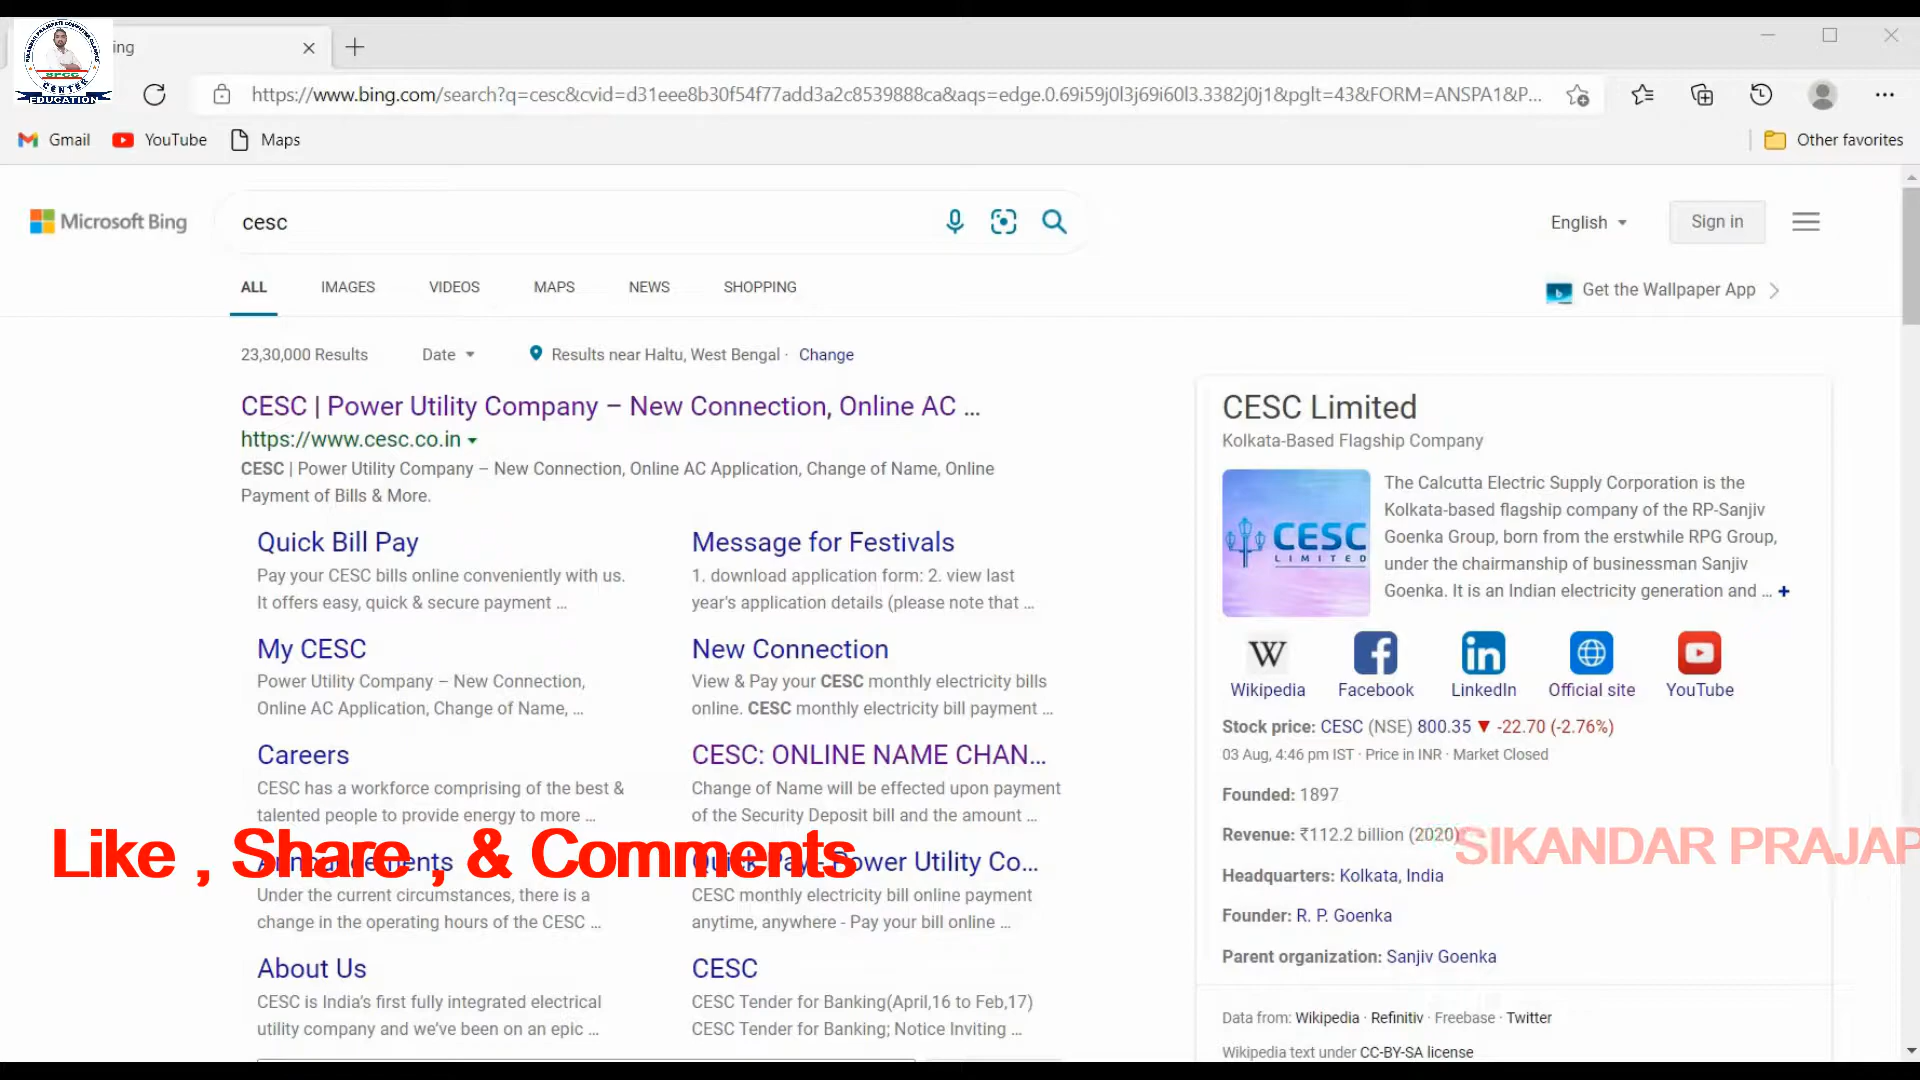 ing
https://www.bing.com/search?q=cesc&cvid=d31eee8b30f54f77add3a2c8539888ca&aqs=edge.0.69i59j0l3j69i60l3.3382j0j1&pglt=43&FORM=ANSPA1&P...
SPCC
CENTER
EDUCATION
Gmail YouTube Maps Other favorites
Microsoft Bing
cesc
English Sign in
ALL IMAGES VIDEOS MAPS NEWS SHOPPING
Get the Wallpaper App
23,30,000 Results Date Results near Haltu, West Bengal · Change
CESC | Power Utility Company – New Connection, Online AC ...
https://www.cesc.co.in
CESC | Power Utility Company – New Connection, Online AC Application, Change of Name, Online
Payment of Bills & More.
Quick Bill Pay
Pay your CESC bills online conveniently with us.
It offers easy, quick & secure payment ...
Message for Festivals
1. download application form: 2. view last
year's application details (please note that ...
My CESC
Power Utility Company – New Connection,
Online AC Application, Change of Name, ...
New Connection
View & Pay your CESC monthly electricity bills
online. CESC monthly electricity bill payment ...
Careers
CESC has a workforce comprising of the best &
talented people to provide energy to more ...
CESC: ONLINE NAME CHAN...
Change of Name will be effected upon payment
of the Security Deposit bill and the amount ...
Announcements
Under the current circumstances, there is a
change in the operating hours of the CESC ...
Quick Pay - Power Utility Co...
CESC monthly electricity bill online payment
anytime, anywhere - Pay your bill online ...
About Us
CESC is India's first fully integrated electrical
utility company and we've been on an epic ...
CESC
CESC Tender for Banking(April,16 to Feb,17)
CESC Tender for Banking; Notice Inviting ...
Like , Share , & Comments
CESC Limited
Kolkata-Based Flagship Company
CESC
LIMITED
The Calcutta Electric Supply Corporation is the
Kolkata-based flagship company of the RP-Sanjiv
Goenka Group, born from the erstwhile RPG Group,
under the chairmanship of businessman Sanjiv
Goenka. It is an Indian electricity generation and ... +
W
Wikipedia Facebook LinkedIn Official site YouTube
Stock price: CESC (NSE) 800.35 ▼ -22.70 (-2.76%)
03 Aug, 4:46 pm IST · Price in INR · Market Closed
Founded: 1897
Revenue: ₹112.2 billion (2020)
SIKANDAR PRAJAP
Headquarters: Kolkata, India
Founder: R. P. Goenka
Parent organization: Sanjiv Goenka
Data from: Wikipedia · Refinitiv · Freebase · Twitter
Wikipedia text under CC-BY-SA license